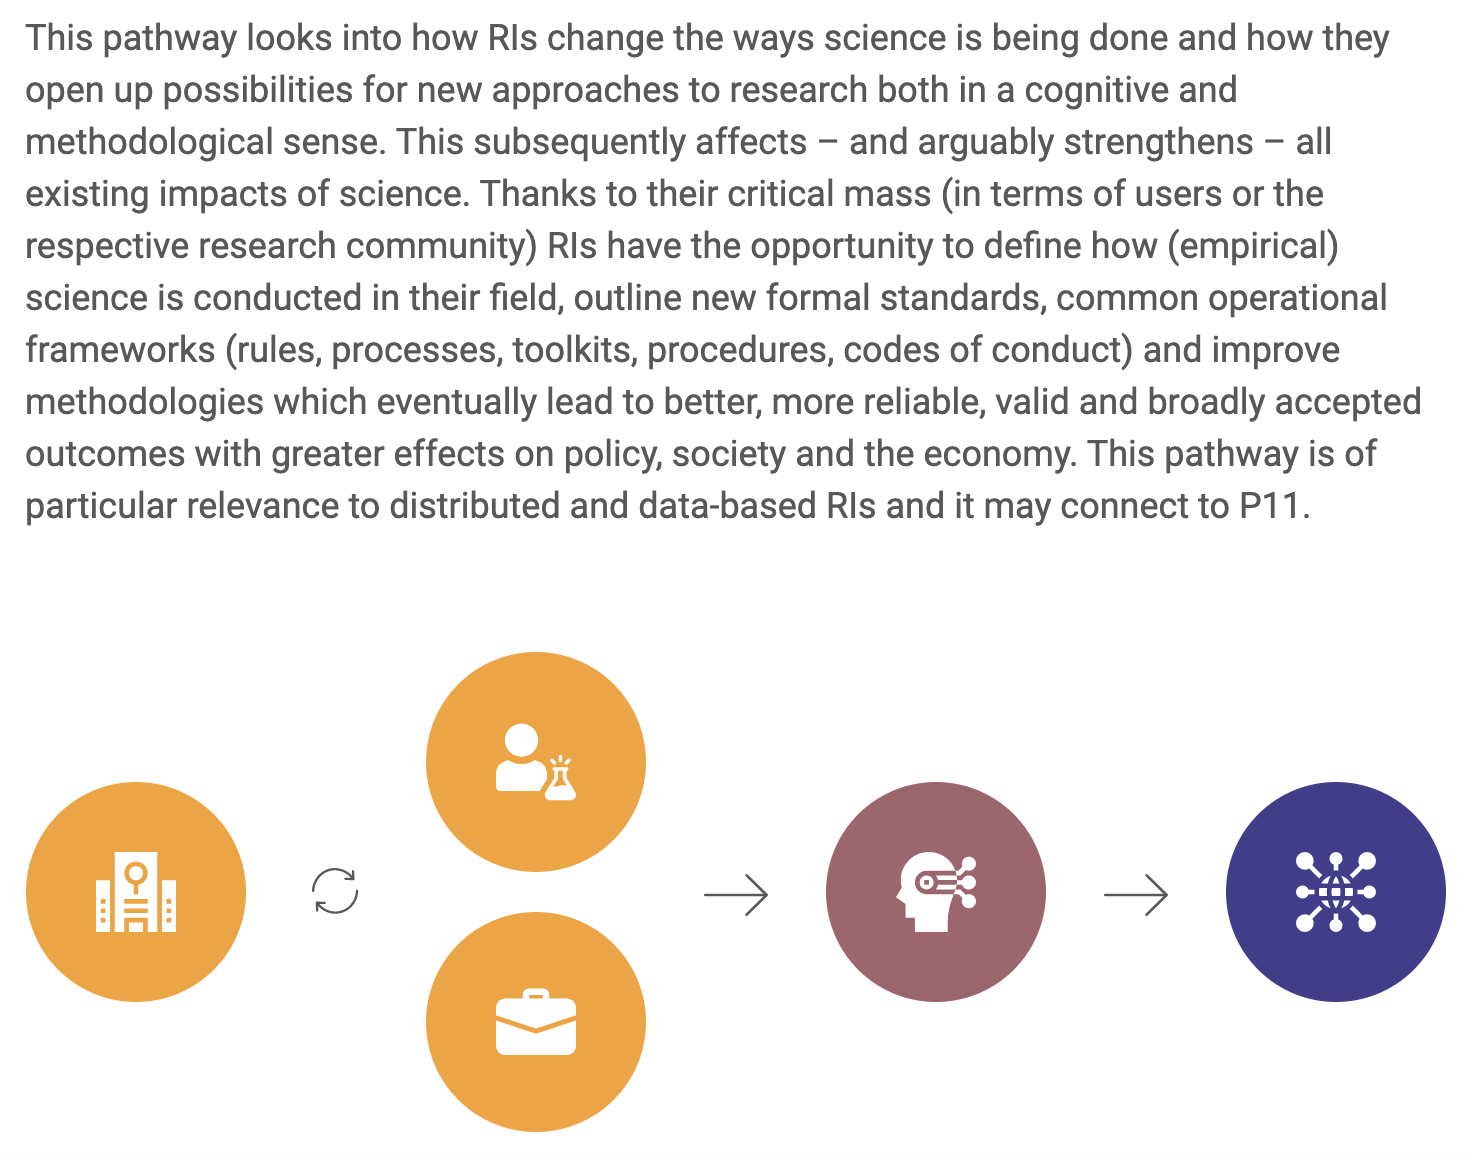 This pathway looks into how RIs change the ways science is being done and how they
open up possibilities for new approaches to research both in a cognitive and
methodological sense. This subsequently affects – and arguably strengthens – all
existing impacts of science. Thanks to their critical mass (in terms of users or the
respective research community) RIs have the opportunity to define how (empirical)
science is conducted in their field, outline new formal standards, common operational
frameworks (rules, processes, toolkits, procedures, codes of conduct) and improve
methodologies which eventually lead to better, more reliable, valid and broadly accepted
outcomes with greater effects on policy, society and the economy. This pathway is of
particular relevance to distributed and data-based RIs and it may connect to P11.